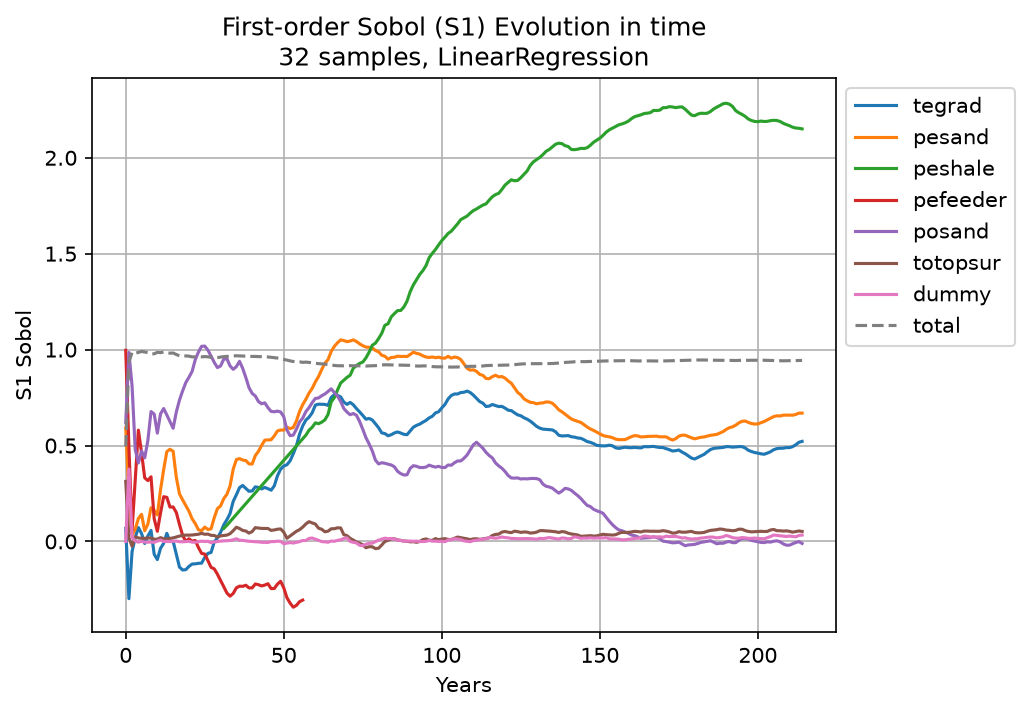 First-order Sobol (S1) Evolution in time
32 samples, LinearRegression
S1 Sobol
2.0
1.5
1.0
0.5
0.0
0
50
100
150
200
Years
tegrad
pesand
peshale
pefeeder
posand
totopsur
dummy
total